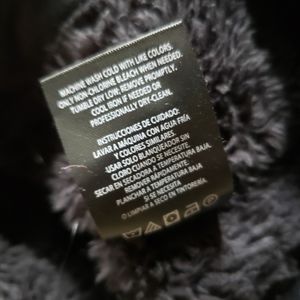 MACHINE WASH COLD WITH LIKE COLORS.
ONLY NON-CHLORINE BLEACH WHEN NEEDED.
TUMBLE DRY LOW. REMOVE PROMPTLY.
COOL IRON IF NEEDED OR
PROFESSIONALLY DRY-CLEAN.
INSTRUCCIONES DE CUIDADO:
LAVAR A MAQUINA CON AGUA FRÍA
Y COLORES SIMILARES.
USAR SOLO BLANQUEADOR SIN
CLORO CUANDO SE NECESITE.
SECAR EN SECADORA A TEMPERATURA BAJA.
REMOVER RÁPIDAMENTE.
PLANCHAR A TEMPERATURA BAJA
SI SE NECESITA
O LIMPIAR A SECO EN TINTORERÍA.